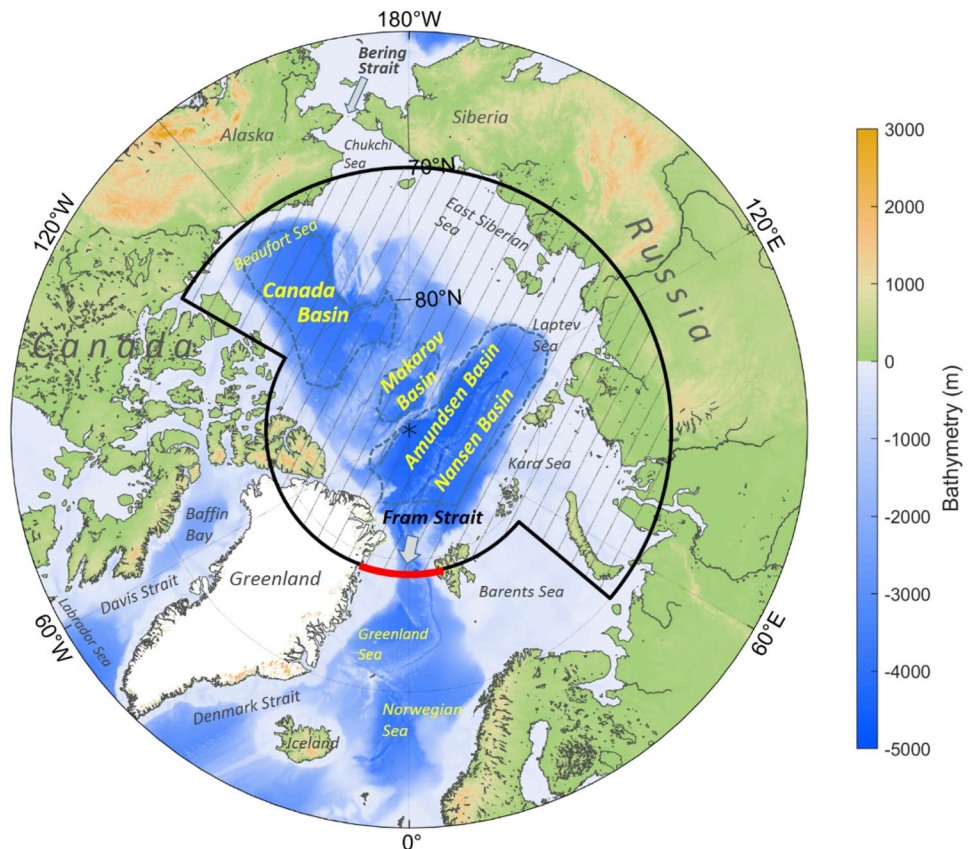 180°W
Bering
Strait
Siberia
Alaska
Chukchi
Sea
70°N
120°W
120°E
East Siberian
Sea
Russia
Beaufort Sea
Canada
Basin
80°N
Laptev
Sea
Canada
Makarov
Basin
Amundsen Basin
Nansen Basin
Kara Sea
Fram Strait
Baffin
Bay
Greenland
Davis Strait
Barents Sea
Labrador Sea
60°W
60°E
Greenland
Sea
Denmark Strait
Norwegian
Sea
Iceland
0°
3000
2000
1000
0
-1000
-2000
-3000
-4000
-5000
Bathymetry (m)